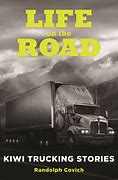 LIFE
on the
ROAD
KIWI TRUCKING STORIES
Randolph Covich